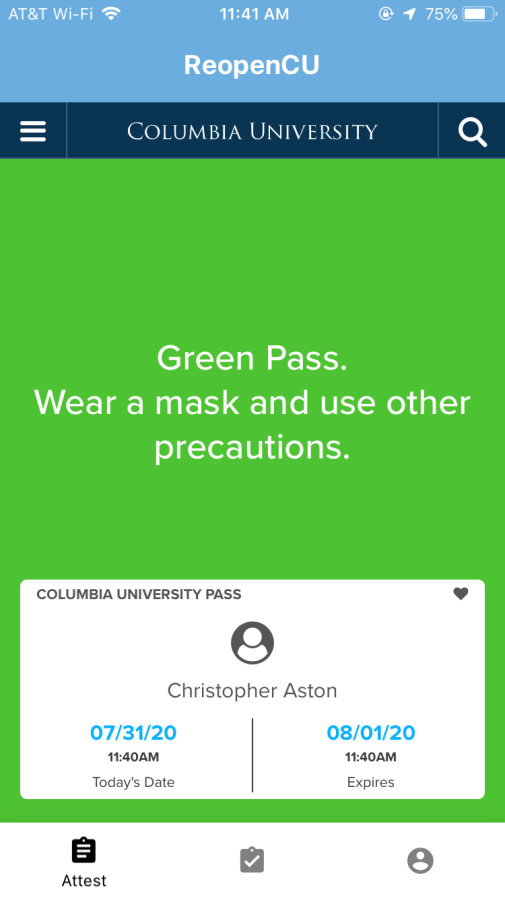 AT&T Wi-Fi 11:41 AM 75%
ReopenCU
COLUMBIA UNIVERSITY
Green Pass.
Wear a mask and use other
precautions.
COLUMBIA UNIVERSITY PASS
Christopher Aston
07/31/20 08/01/20
11:40AM 11:40AM
Today's Date Expires
Attest